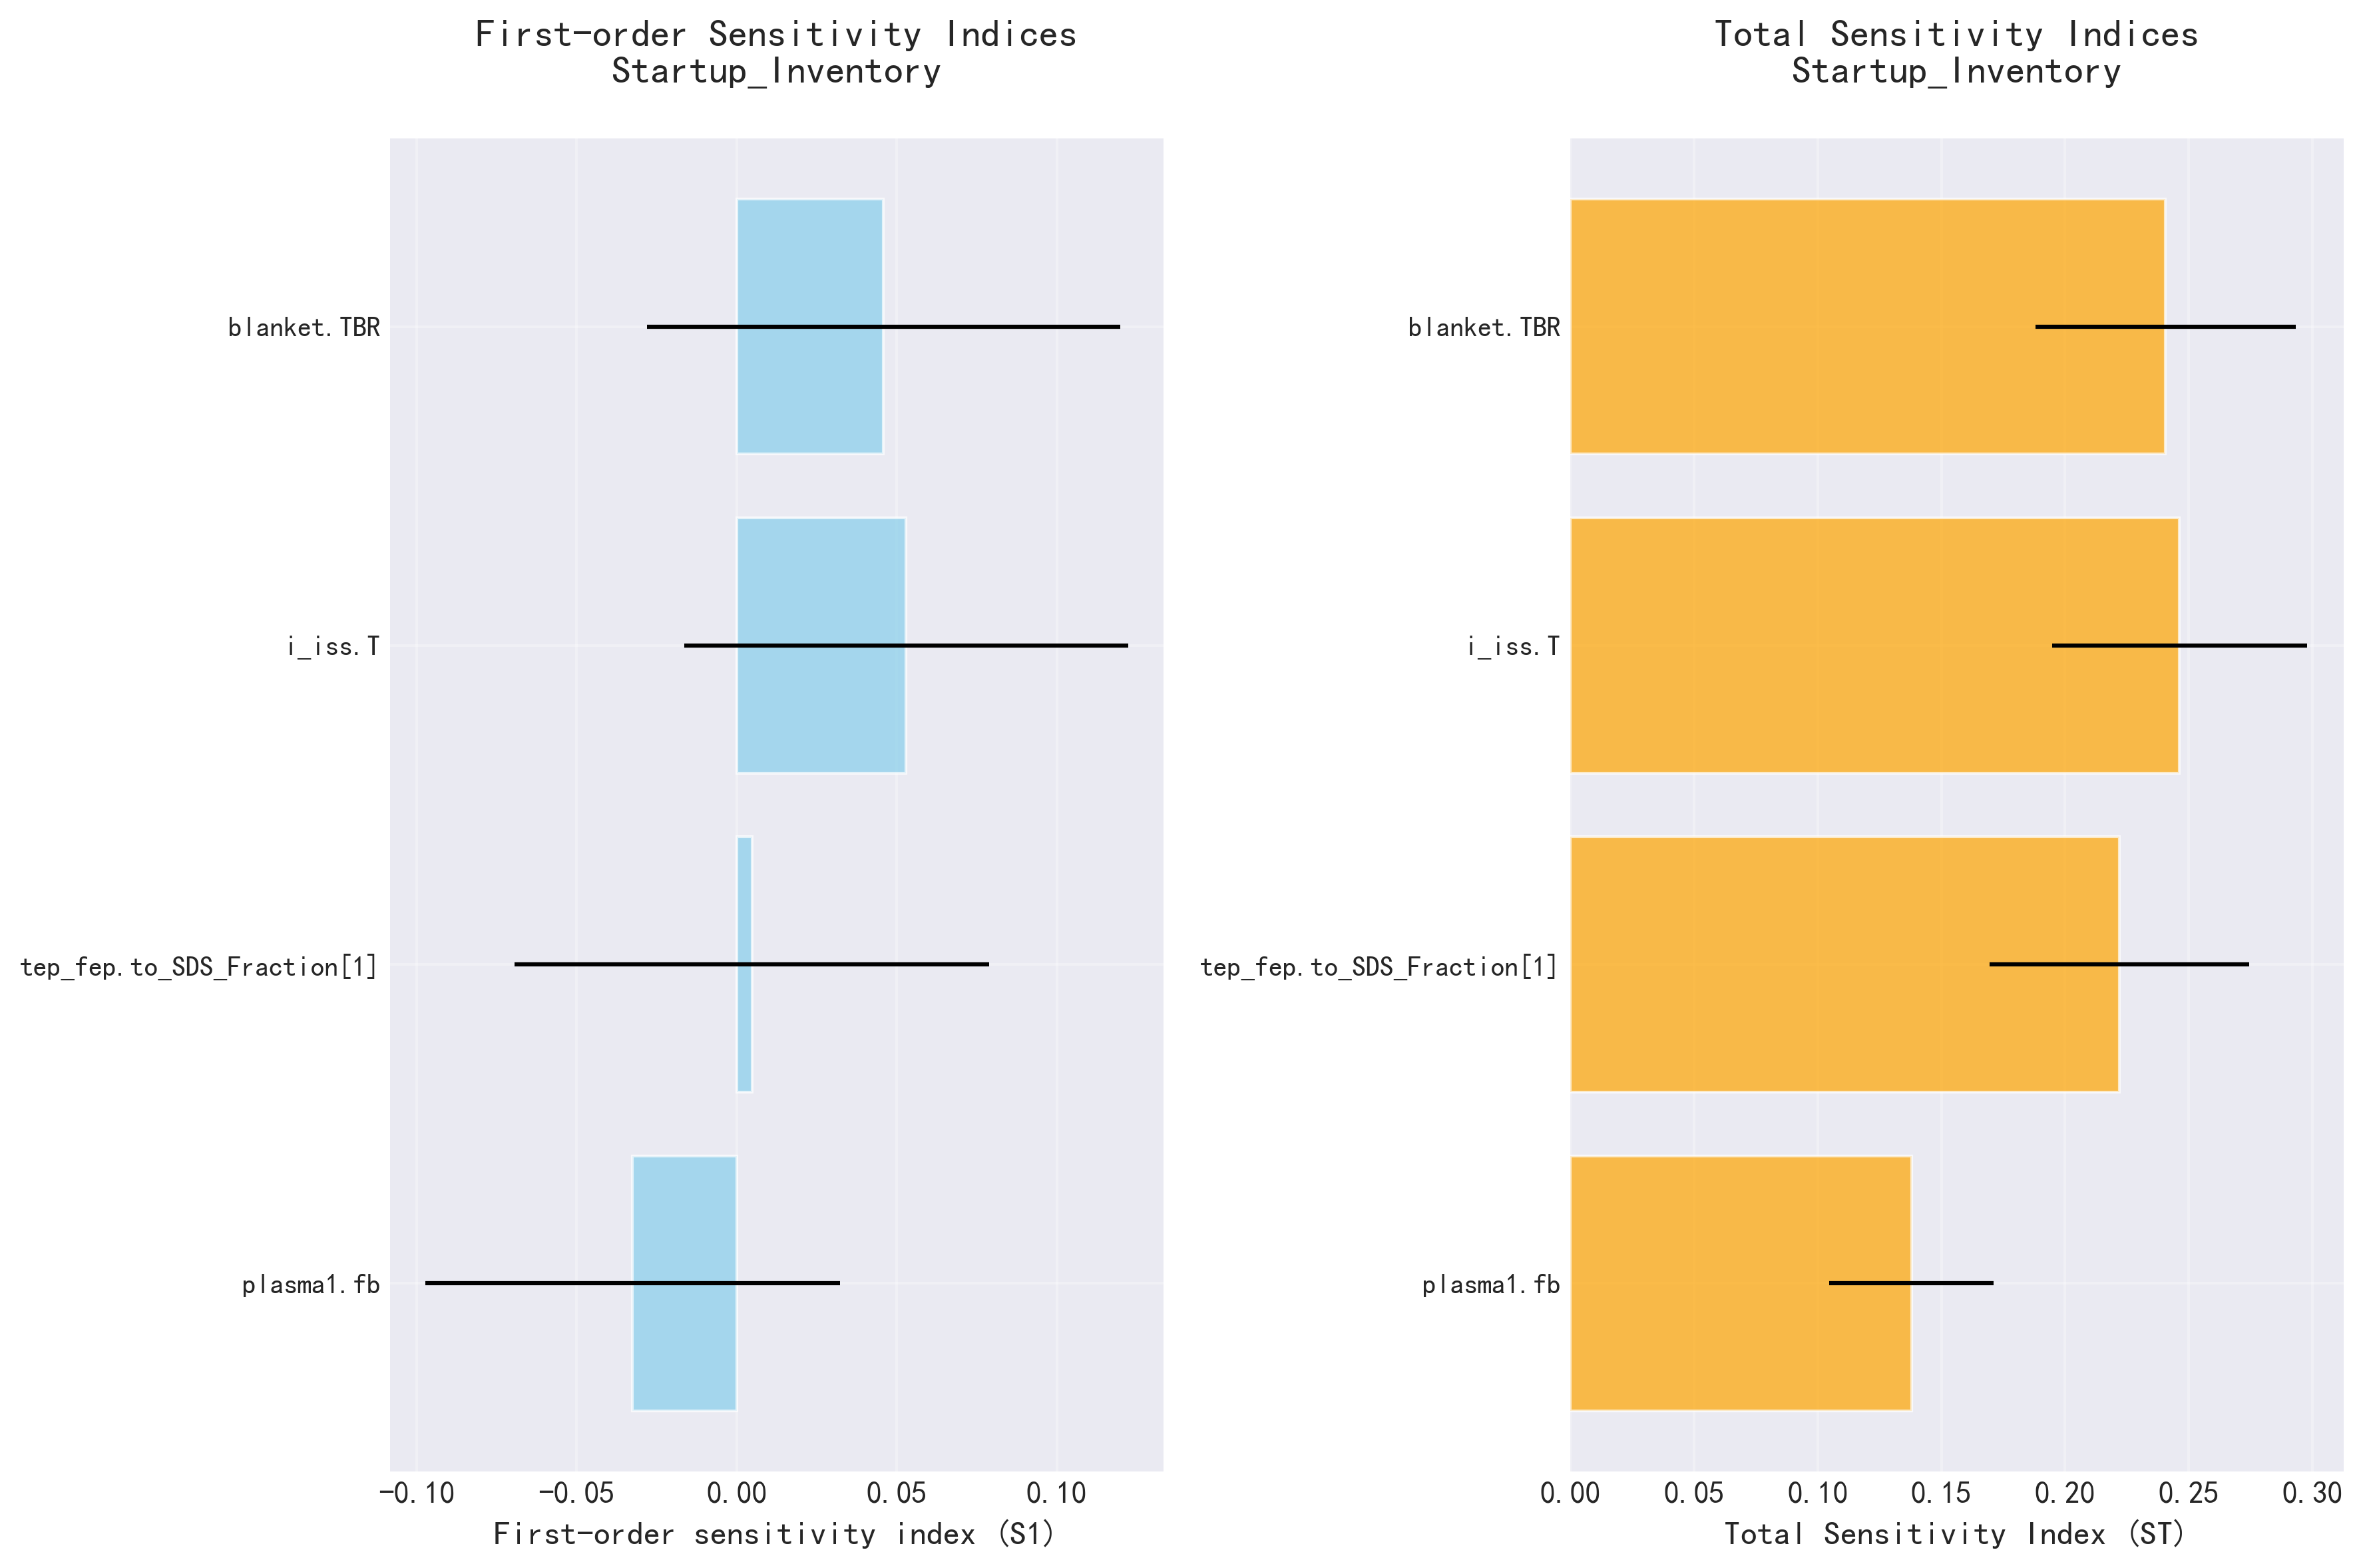 First-order Sensitivity Indices
Startup_Inventory
blanket.TBR
i_iss.T
tep_fep.to_SDS_Fraction[1]
plasma1.fb
-0.10 -0.05 0.00 0.05 0.10
First-order sensitivity index (S1)
Total Sensitivity Indices
Startup_Inventory
blanket.TBR
i_iss.T
tep_fep.to_SDS_Fraction[1]
plasma1.fb
0.00 0.05 0.10 0.15 0.20 0.25 0.30
Total Sensitivity Index (ST)